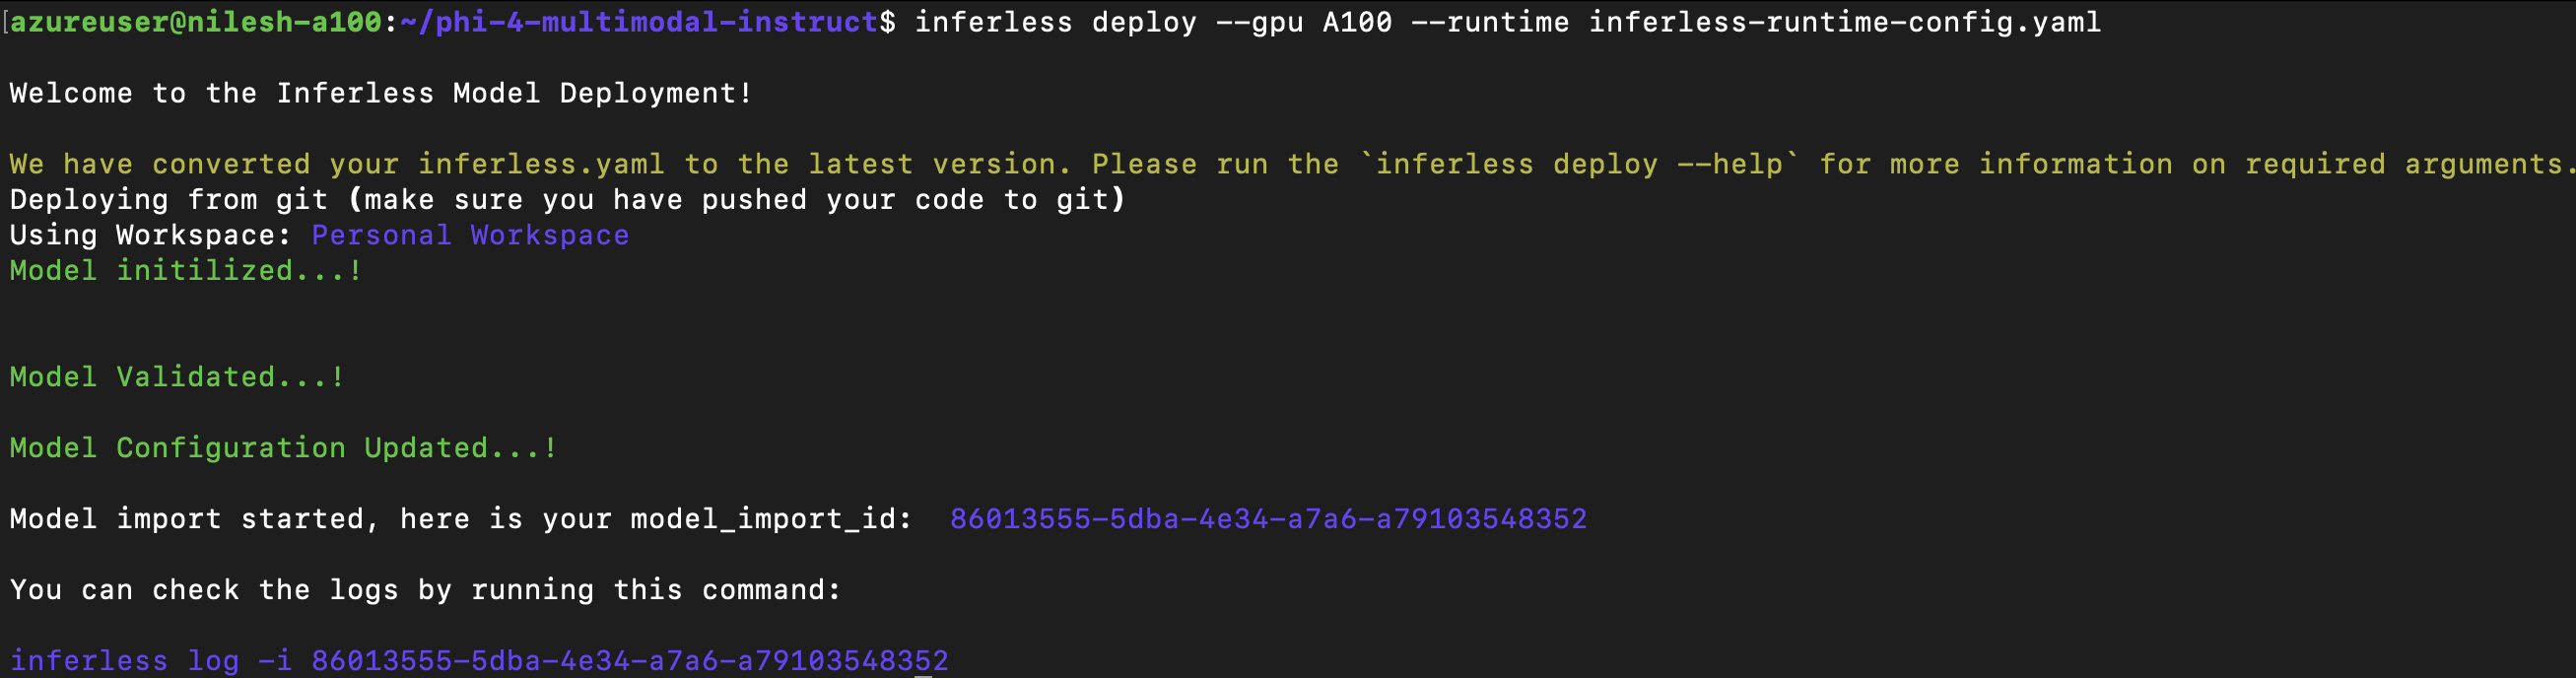 [azureuser@nilesh-a100:~/phi-4-multimodal-instruct$ inferless deploy --gpu A100 --runtime inferless-runtime-config.yaml
Welcome to the Inferless Model Deployment!
We have converted your inferless.yaml to the latest version. Please run the `inferless deploy --help` for more information on required arguments.
Deploying from git (make sure you have pushed your code to git)
Using Workspace: Personal Workspace
Model initilized...!
Model Validated...!
Model Configuration Updated...!
Model import started, here is your model_import_id:  86013555-5dba-4e34-a7a6-a79103548352
You can check the logs by running this command:
inferless log -i 86013555-5dba-4e34-a7a6-a79103548352